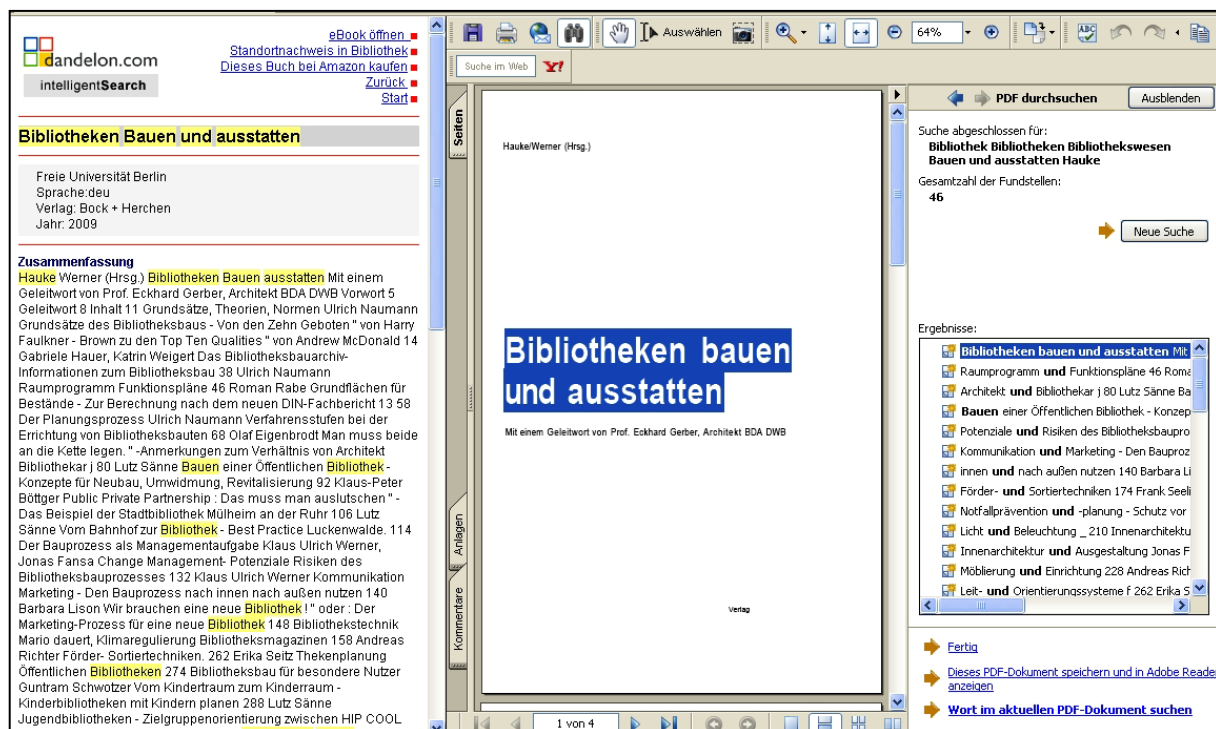 dandelon.com
intelligentSearch
eBook öffnen
Standortnachweis in Bibliothek
Dieses Buch bei Amazon kaufen
Zurück
Start
Bibliotheken Bauen und ausstatten
Freie Universität Berlin
Sprache:deu
Verlag: Bock + Herchen
Jahr: 2009
Zusammenfassung
Hauke Werner (Hrsg.) Bibliotheken Bauen ausstatten Mit einem
Geleitwort von Prof. Eckhard Gerber, Architekt BDA DWB Vorwort 5
Geleitwort 8 Inhalt 11 Grundsätze, Theorien, Normen Ulrich Naumann
Grundsätze des Bibliotheksbaus - Von den Zehn Geboten " von Harry
Faulkner - Brown zu den Top Ten Qualities " von Andrew McDonald 14
Gabriele Hauer, Katrin Weigert Das Bibliotheksbauarchiv-
Informationen zum Bibliotheksbau 38 Ulrich Naumann
Raumprogramm Funktionspläne 46 Roman Rabe Grundflächen für
Bestände - Zur Berechnung nach dem neuen DIN-Fachbericht 13 58
Der Planungsprozess Ulrich Naumann Verfahrensstufen bei der
Errichtung von Bibliotheksbauten 68 Olaf Eigenbrodt Man muss beide
an die Kette legen. " -Anmerkungen zum Verhältnis von Architekt
Bibliothekar j 80 Lutz Sänne Bauen einer Öffentlichen Bibliothek -
Konzepte für Neubau, Umwidmung, Revitalisierung 92 Klaus-Peter
Böttger Public Private Partnership : Das muss man auslutschen " -
Das Beispiel der Stadtbibliothek Mülheim an der Ruhr 106 Lutz
Sänne Vom Bahnhof zur Bibliothek - Best Practice Luckenwalde. 114
Der Bauprozess als Managementaufgabe Klaus Ulrich Werner,
Jonas Fansa Change Management- Potenziale Risiken des
Bibliotheksbauprozesses 132 Klaus Ulrich Werner Kommunikation
Marketing - Den Bauprozess nach innen nach außen nutzen 140
Barbara Lison Wir brauchen eine neue Bibliothek ! " oder : Der
Marketing-Prozess für eine neue Bibliothek 148 Bibliothekstechnik
Mario dauert, Klimaregulierung Bibliotheksmagazinen 158 Andreas
Richter Förder- Sortiertechniken. 262 Erika Seitz Thekenplanung
Öffentlichen Bibliotheken 274 Bibliotheksbau für besondere Nutzer
Guntram Schwotzer Vom Kindertraum zum Kinderraum -
Kinderbibliotheken mit Kindern planen 288 Lutz Sänne
Jugendbibliotheken - Zielgruppenorientierung zwischen HIP COOL
Auswählen
64%
Suche im Web
Y!
Seiten
Anlagen
Kommentare
Hauke/Werner (Hrsg.)
Bibliotheken bauen
und ausstatten
Mit einem Geleitwort von Prof. Eckhard Gerber, Architekt BDA DWB
Verlag
1 von 4
PDF durchsuchen
Ausblenden
Suche abgeschlossen für:
Bibliothek Bibliotheken Bibliothekswesen
Bauen und ausstatten Hauke
Gesamtzahl der Fundstellen:
46
Neue Suche
Ergebnisse:
Bibliotheken bauen und ausstatten Mit
Raumprogramm und Funktionspläne 46 Roma
Architekt und Bibliothekar j 80 Lutz Sänne Ba
Bauen einer Öffentlichen Bibliothek - Konzep
Potenziale und Risiken des Bibliotheksbaupro
Kommunikation und Marketing - Den Bauproz
innen und nach außen nutzen 140 Barbara Li
Förder- und Sortiertechniken 174 Frank Seeli
Notfallprävention und -planung - Schutz vor
Licht und Beleuchtung _ 210 Innenarchitektu
Innenarchitektur und Ausgestaltung Jonas F
Möblierung und Einrichtung 228 Andreas Rich
Leit- und Orientierungssysteme f 262 Erika S
Fertig
Dieses PDF-Dokument speichern und in Adobe Reader
anzeigen
Wort im aktuellen PDF-Dokument suchen